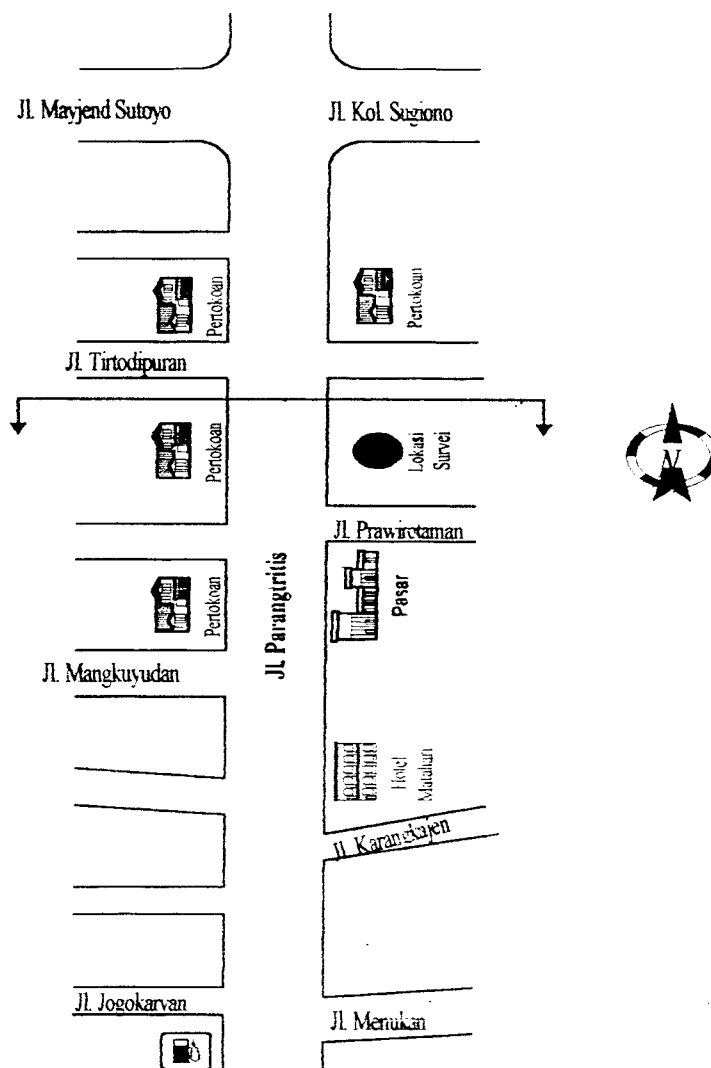 Jl. Mayjend Sutoyo
Jl. Kol. Sugiono
Pertokoan
Pertokoan
Jl. Tirtodipuran
Pertokoan
Lokasi
Survei
N
Jl. Prawirotaman
Pertokoan
Jl. Parangtritis
Pasar
Jl. Mangkuyudan
Hotel
Matahari
Jl. Karangkajen
Jl. Jogokaryan
Jl. Menukan